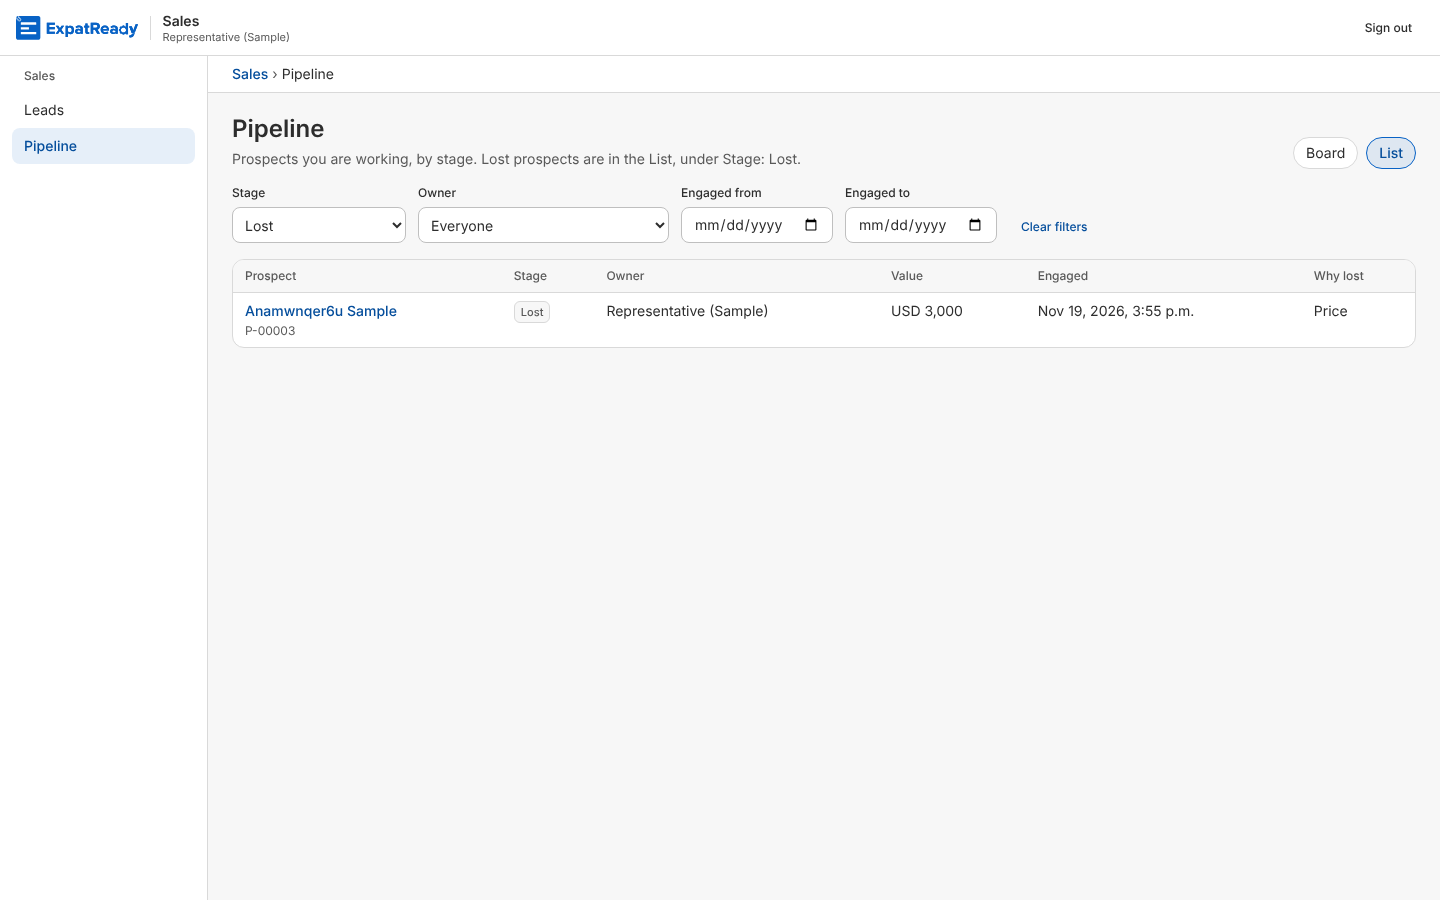 ExpatReady
Sales
Representative (Sample)
Sign out
Sales
Leads
Pipeline
Sales › Pipeline
Pipeline
Prospects you are working, by stage. Lost prospects are in the List, under Stage: Lost.
Board
List
Stage
Owner
Engaged from
Engaged to
Lost
Everyone
mm/dd/yyyy
mm/dd/yyyy
Clear filters
Prospect Stage Owner Value Engaged Why lost
Anamwnqer6u Sample Lost Representative (Sample) USD 3,000 Nov 19, 2026, 3:55 p.m. Price
P-00003